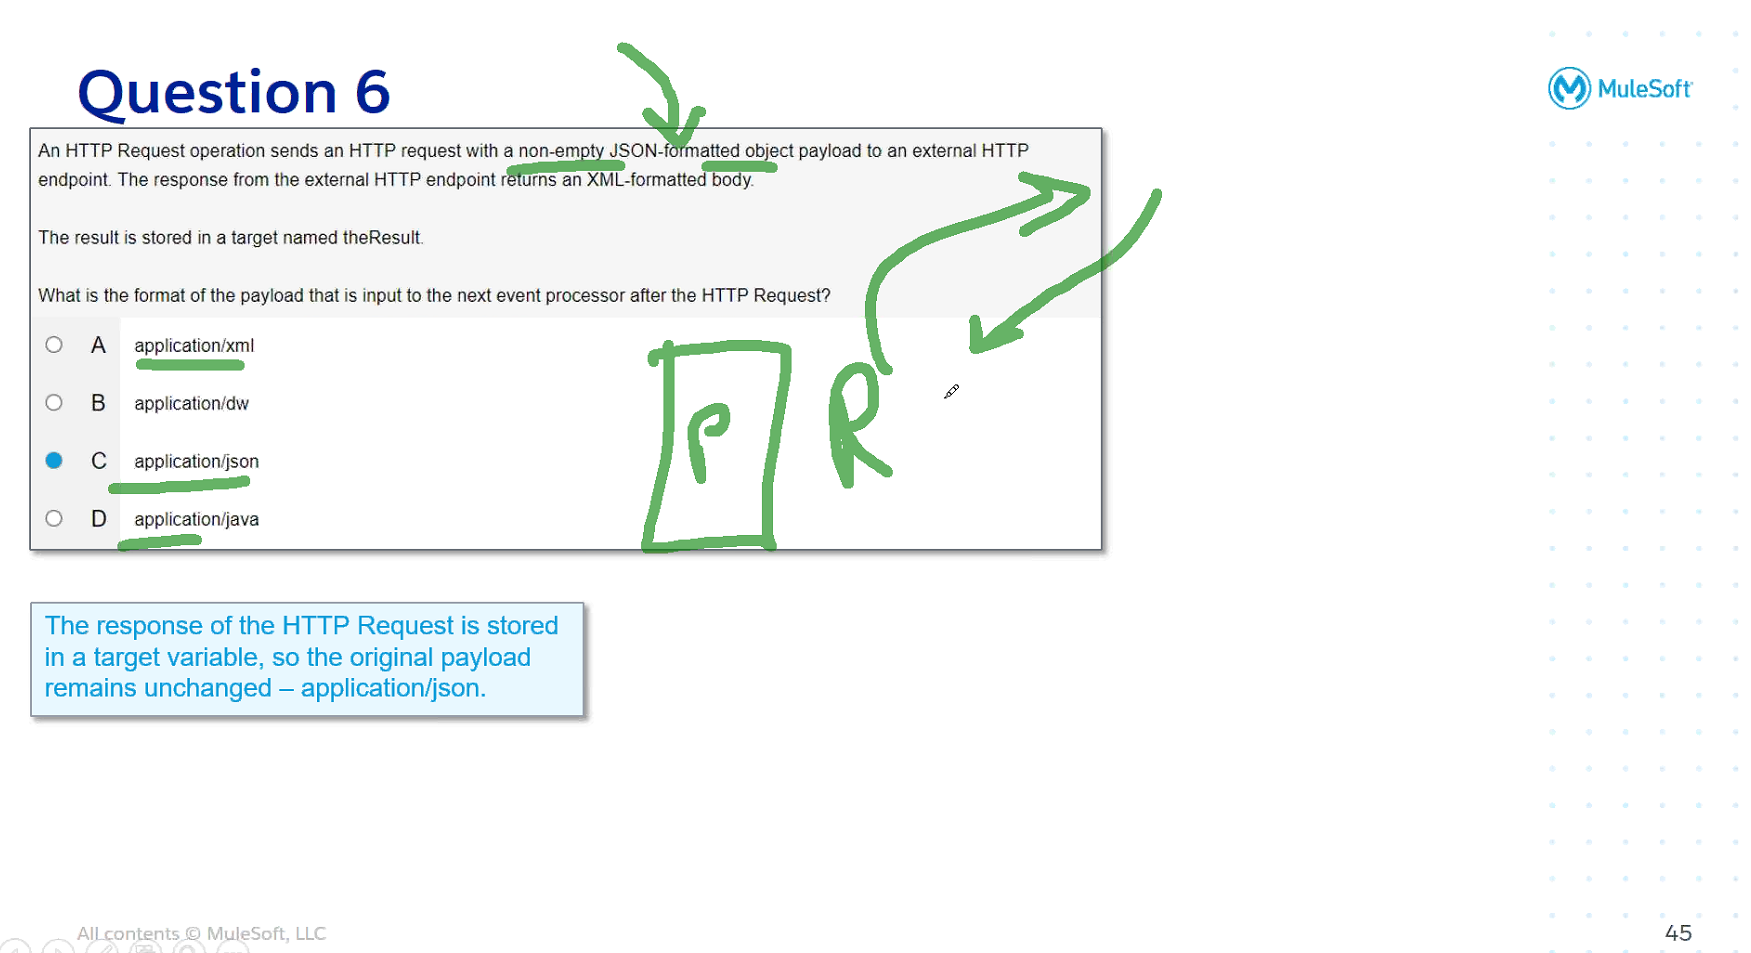 Question 6
MuleSoft
An HTTP Request operation sends an HTTP request with a non-empty JSON-formatted object payload to an external HTTP
endpoint. The response from the external HTTP endpoint returns an XML-formatted body.
The result is stored in a target named theResult.
What is the format of the payload that is input to the next event processor after the HTTP Request?
A application/xml
B application/dw
C application/json
D application/java
P R
The response of the HTTP Request is stored
in a target variable, so the original payload
remains unchanged – application/json.
All contents © MuleSoft, LLC
45